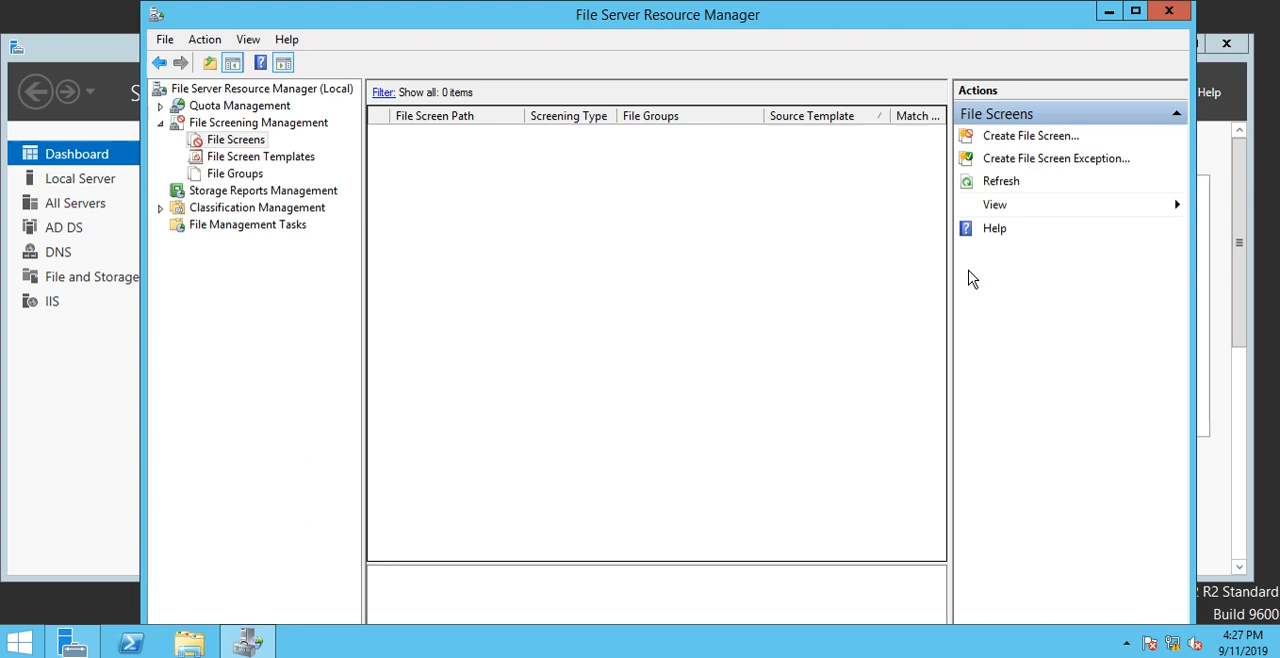 File Server Resource Manager
File Action View Help
File Server Resource Manager (Local)
Quota Management
File Screening Management
File Screens
File Screen Templates
File Groups
Storage Reports Management
Classification Management
File Management Tasks
Filter: Show all: 0 items
File Screen Path Screening Type File Groups Source Template Match ...
Actions
File Screens
Create File Screen...
Create File Screen Exception...
Refresh
View
Help
S
Help
Dashboard
Local Server
All Servers
AD DS
DNS
File and Storage
IIS
R2 Standard
Build 9600
4:27 PM
9/11/2019